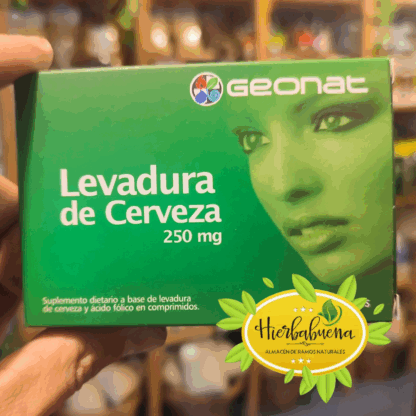 GEONAT
Levadura
de Cerveza
250 mg
Suplemento dietario a base de levadura
de cerveza y ácido fólico en comprimidos.
Hierbabuena
ALMACÉN DE RAMOS NATURALES